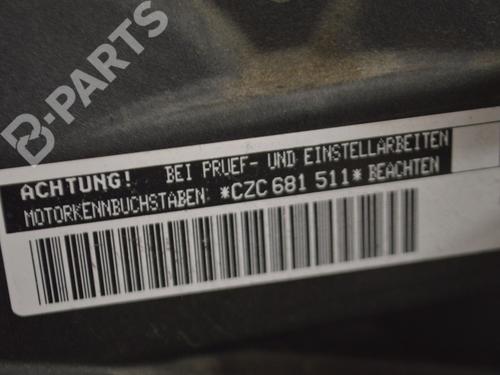 B-PARTS
ACHTUNG! BEI PRUEF- UND EINSTELLARBEITEN
MOTORKENNBUCHSTABEN: *CZC 681 511* BEACHTEN